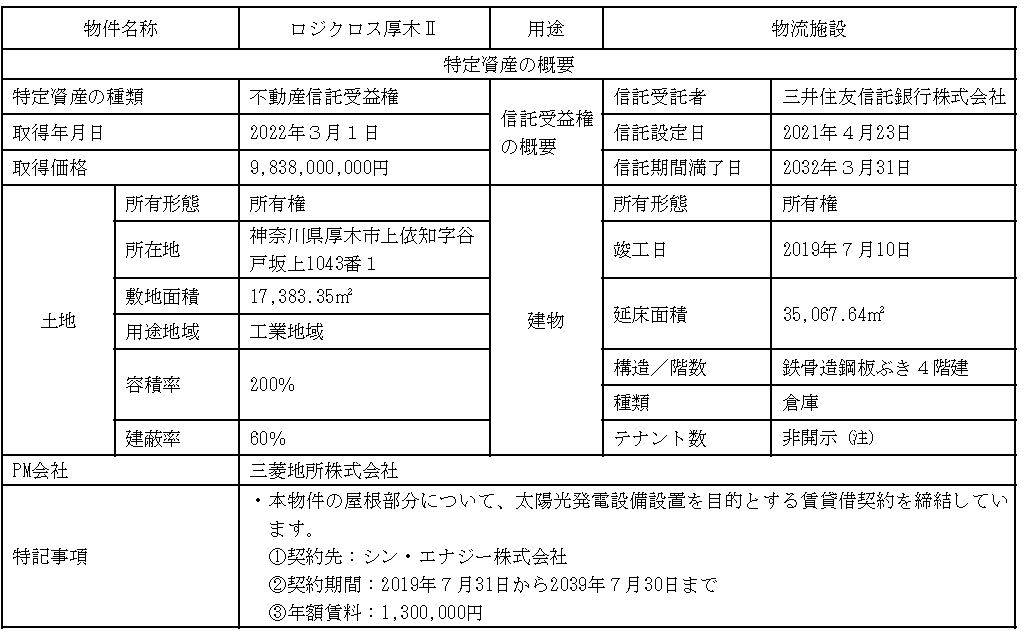 物件名称 ロジクロス厚木Ⅱ 用途 物流施設
特定資産の概要
特定資産の種類 不動産信託受益権 信託受益権の概要 信託受託者 三井住友信託銀行株式会社
取得年月日 2022年３月１日 信託設定日 2021年４月23日
取得価格 9,838,000,000円 信託期間満了日 2032年３月31日
土地 所有形態 所有権 建物 所有形態 所有権
所在地 神奈川県厚木市上依知字谷
戸坂上1043番１ 竣工日 2019年７月10日
敷地面積 17,383.35㎡ 延床面積 35,067.64㎡
用途地域 工業地域
容積率 200% 構造／階数 鉄骨造鋼板ぶき４階建
種類 倉庫
建蔽率 60% テナント数 非開示（注）
PM会社 三菱地所株式会社
特記事項 ・本物件の屋根部分について、太陽光発電設備設置を目的とする賃貸借契約を締結してい
ます。
①契約先：シン・エナジー株式会社
②契約期間：2019年７月31日から2039年７月30日まで
③年額賃料：1,300,000円